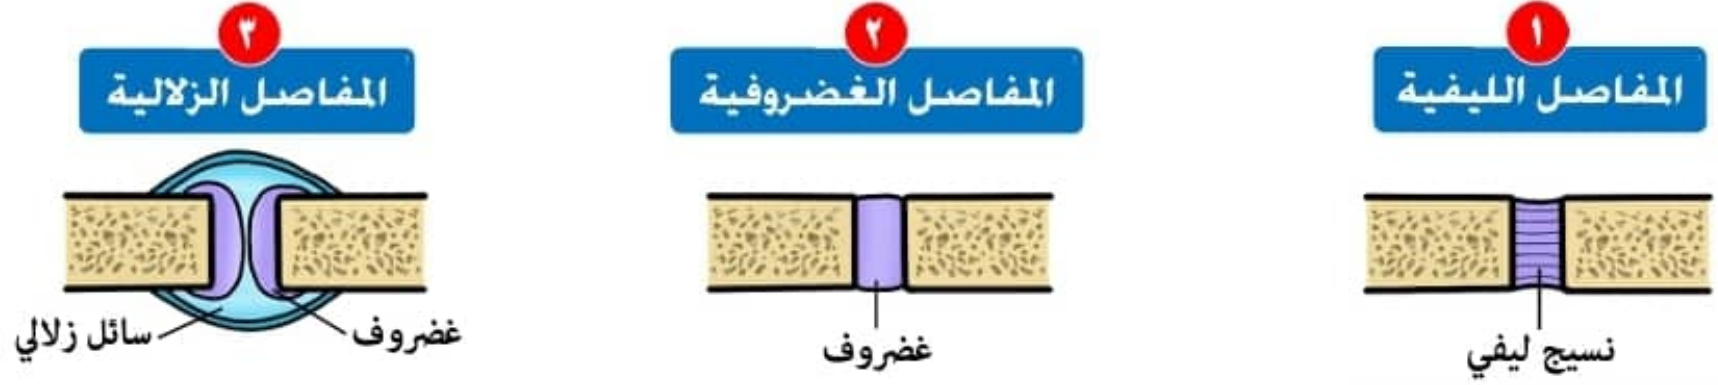 ١
المفاصل الليفية
نسيج ليفي
٢
المفاصل الغضروفية
غضروف
٣
المفاصل الزلالية
غضروف
سائل زلالي